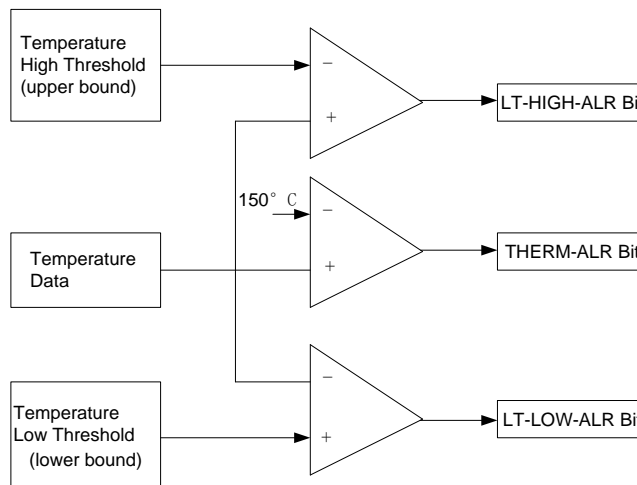 Temperature
High Threshold
(upper bound)
−
+
LT-HIGH-ALR Bi
150° C
−
+
THERM-ALR Bit
Temperature
Data
−
+
LT-LOW-ALR Bi
Temperature
Low Threshold
(lower bound)